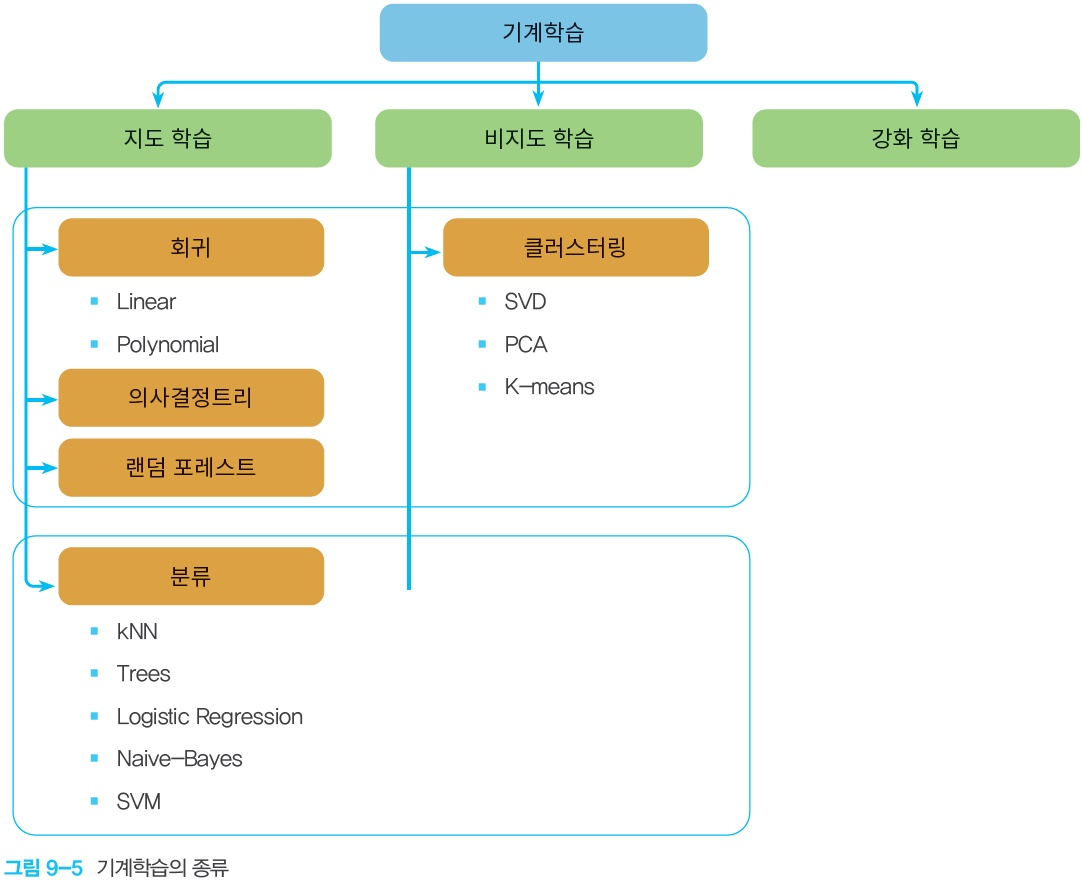 기계학습
지도 학습
비지도 학습
강화 학습
회귀
Linear
Polynomial
의사결정트리
랜덤 포레스트
클러스터링
SVD
PCA
K-means
분류
kNN
Trees
Logistic Regression
Naive-Bayes
SVM
그림 9-5 기계학습의 종류